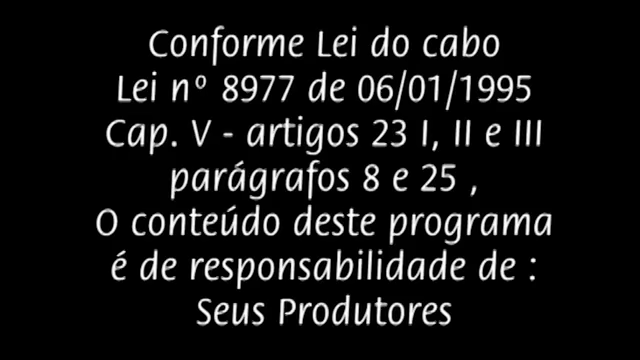 Conforme Lei do cabo
Lei nº 8977 de 06/01/1995
Cap. V - artigos 23 I, II e III
parágrafos 8 e 25 ,
O conteúdo deste programa
é de responsabilidade de :
Seus Produtores